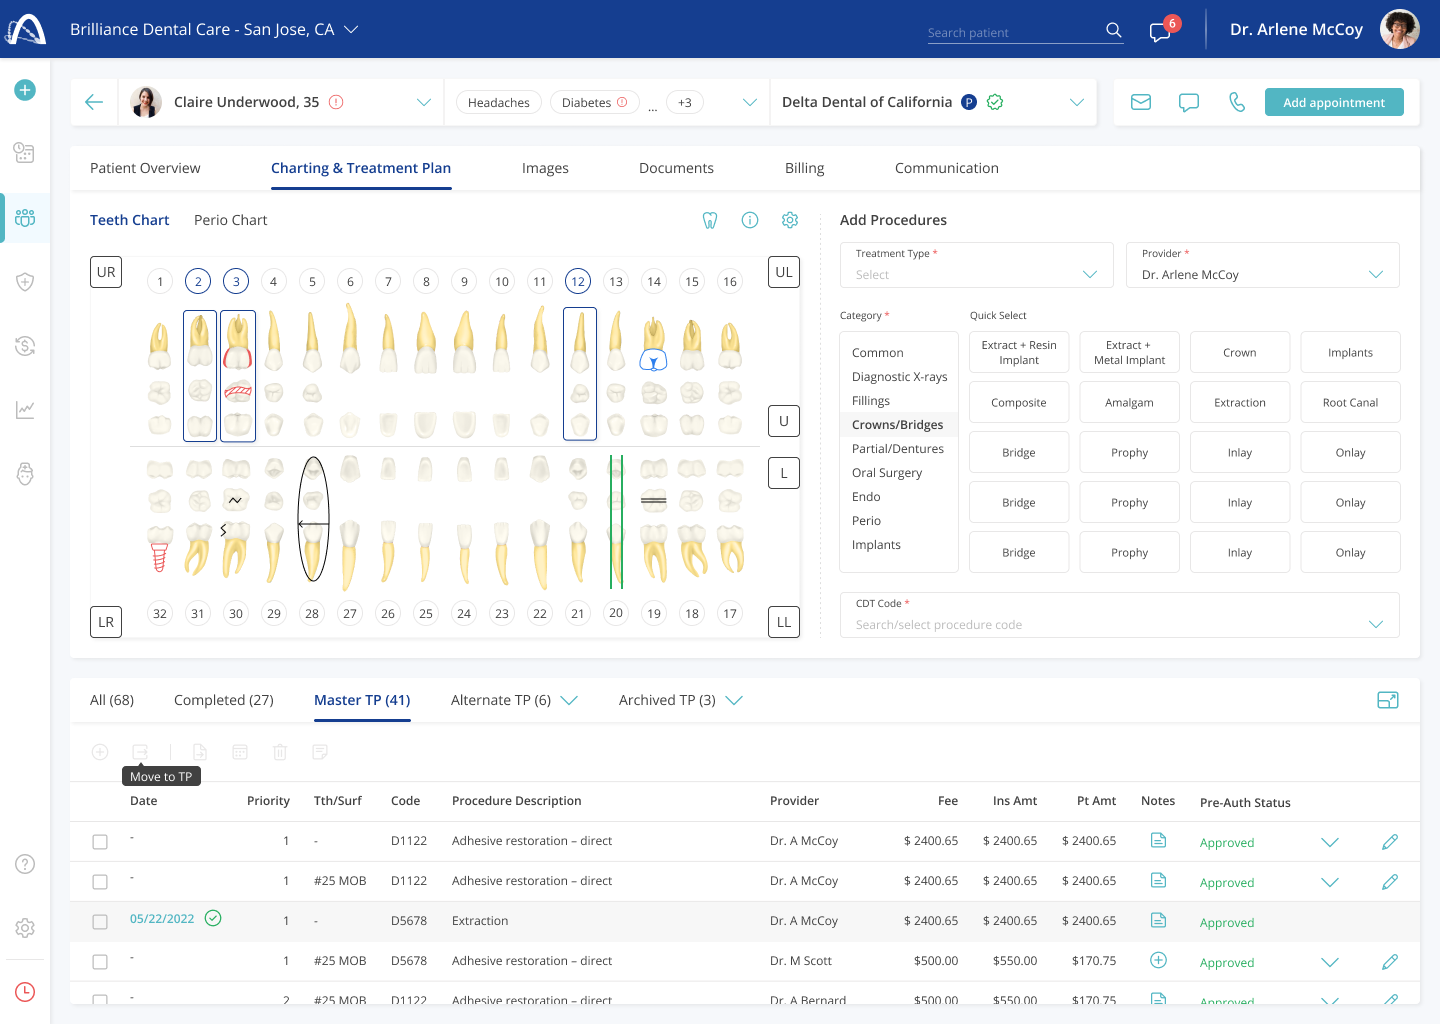 Brilliance Dental Care - San Jose, CA
Search patient
6
Dr. Arlene McCoy
Claire Underwood, 35
Headaches
Diabetes
...
+3
Delta Dental of California P
Add appointment
Patient Overview
Charting & Treatment Plan
Images
Documents
Billing
Communication
Teeth Chart
Perio Chart
UR
1 2 3 4 5 6 7 8 9 10 11 12 13 14 15 16
UL
U
L
LR
32 31 30 29 28 27 26 25 24 23 22 21 20 19 18 17
LL
Add Procedures
Treatment Type *
Select
Provider *
Dr. Arlene McCoy
Category *
Common
Diagnostic X-rays
Fillings
Crowns/Bridges
Partial/Dentures
Oral Surgery
Endo
Perio
Implants
Quick Select
Extract + Resin
Implant
Extract +
Metal Implant
Crown
Implants
Composite
Amalgam
Extraction
Root Canal
Bridge
Prophy
Inlay
Onlay
Bridge
Prophy
Inlay
Onlay
Bridge
Prophy
Inlay
Onlay
CDT Code *
Search/select procedure code
All (68)
Completed (27)
Master TP (41)
Alternate TP (6)
Archived TP (3)
Move to TP
Date Priority Tth/Surf Code Procedure Description Provider Fee Ins Amt Pt Amt Notes Pre-Auth Status
- 1 - D1122 Adhesive restoration – direct Dr. A McCoy $ 2400.65 $ 2400.65 $ 2400.65 Approved
- 1 #25 MOB D1122 Adhesive restoration – direct Dr. A McCoy $ 2400.65 $ 2400.65 $ 2400.65 Approved
05/22/2022 1 - D5678 Extraction Dr. A McCoy $ 2400.65 $ 2400.65 $ 2400.65 Approved
- 1 #25 MOB D5678 Adhesive restoration – direct Dr. M Scott $500.00 $550.00 $170.75 Approved
- 2 #25 MOB D1122 Adhesive restoration – direct Dr. A Bernard $500.00 $550.00 $170.75 Approved